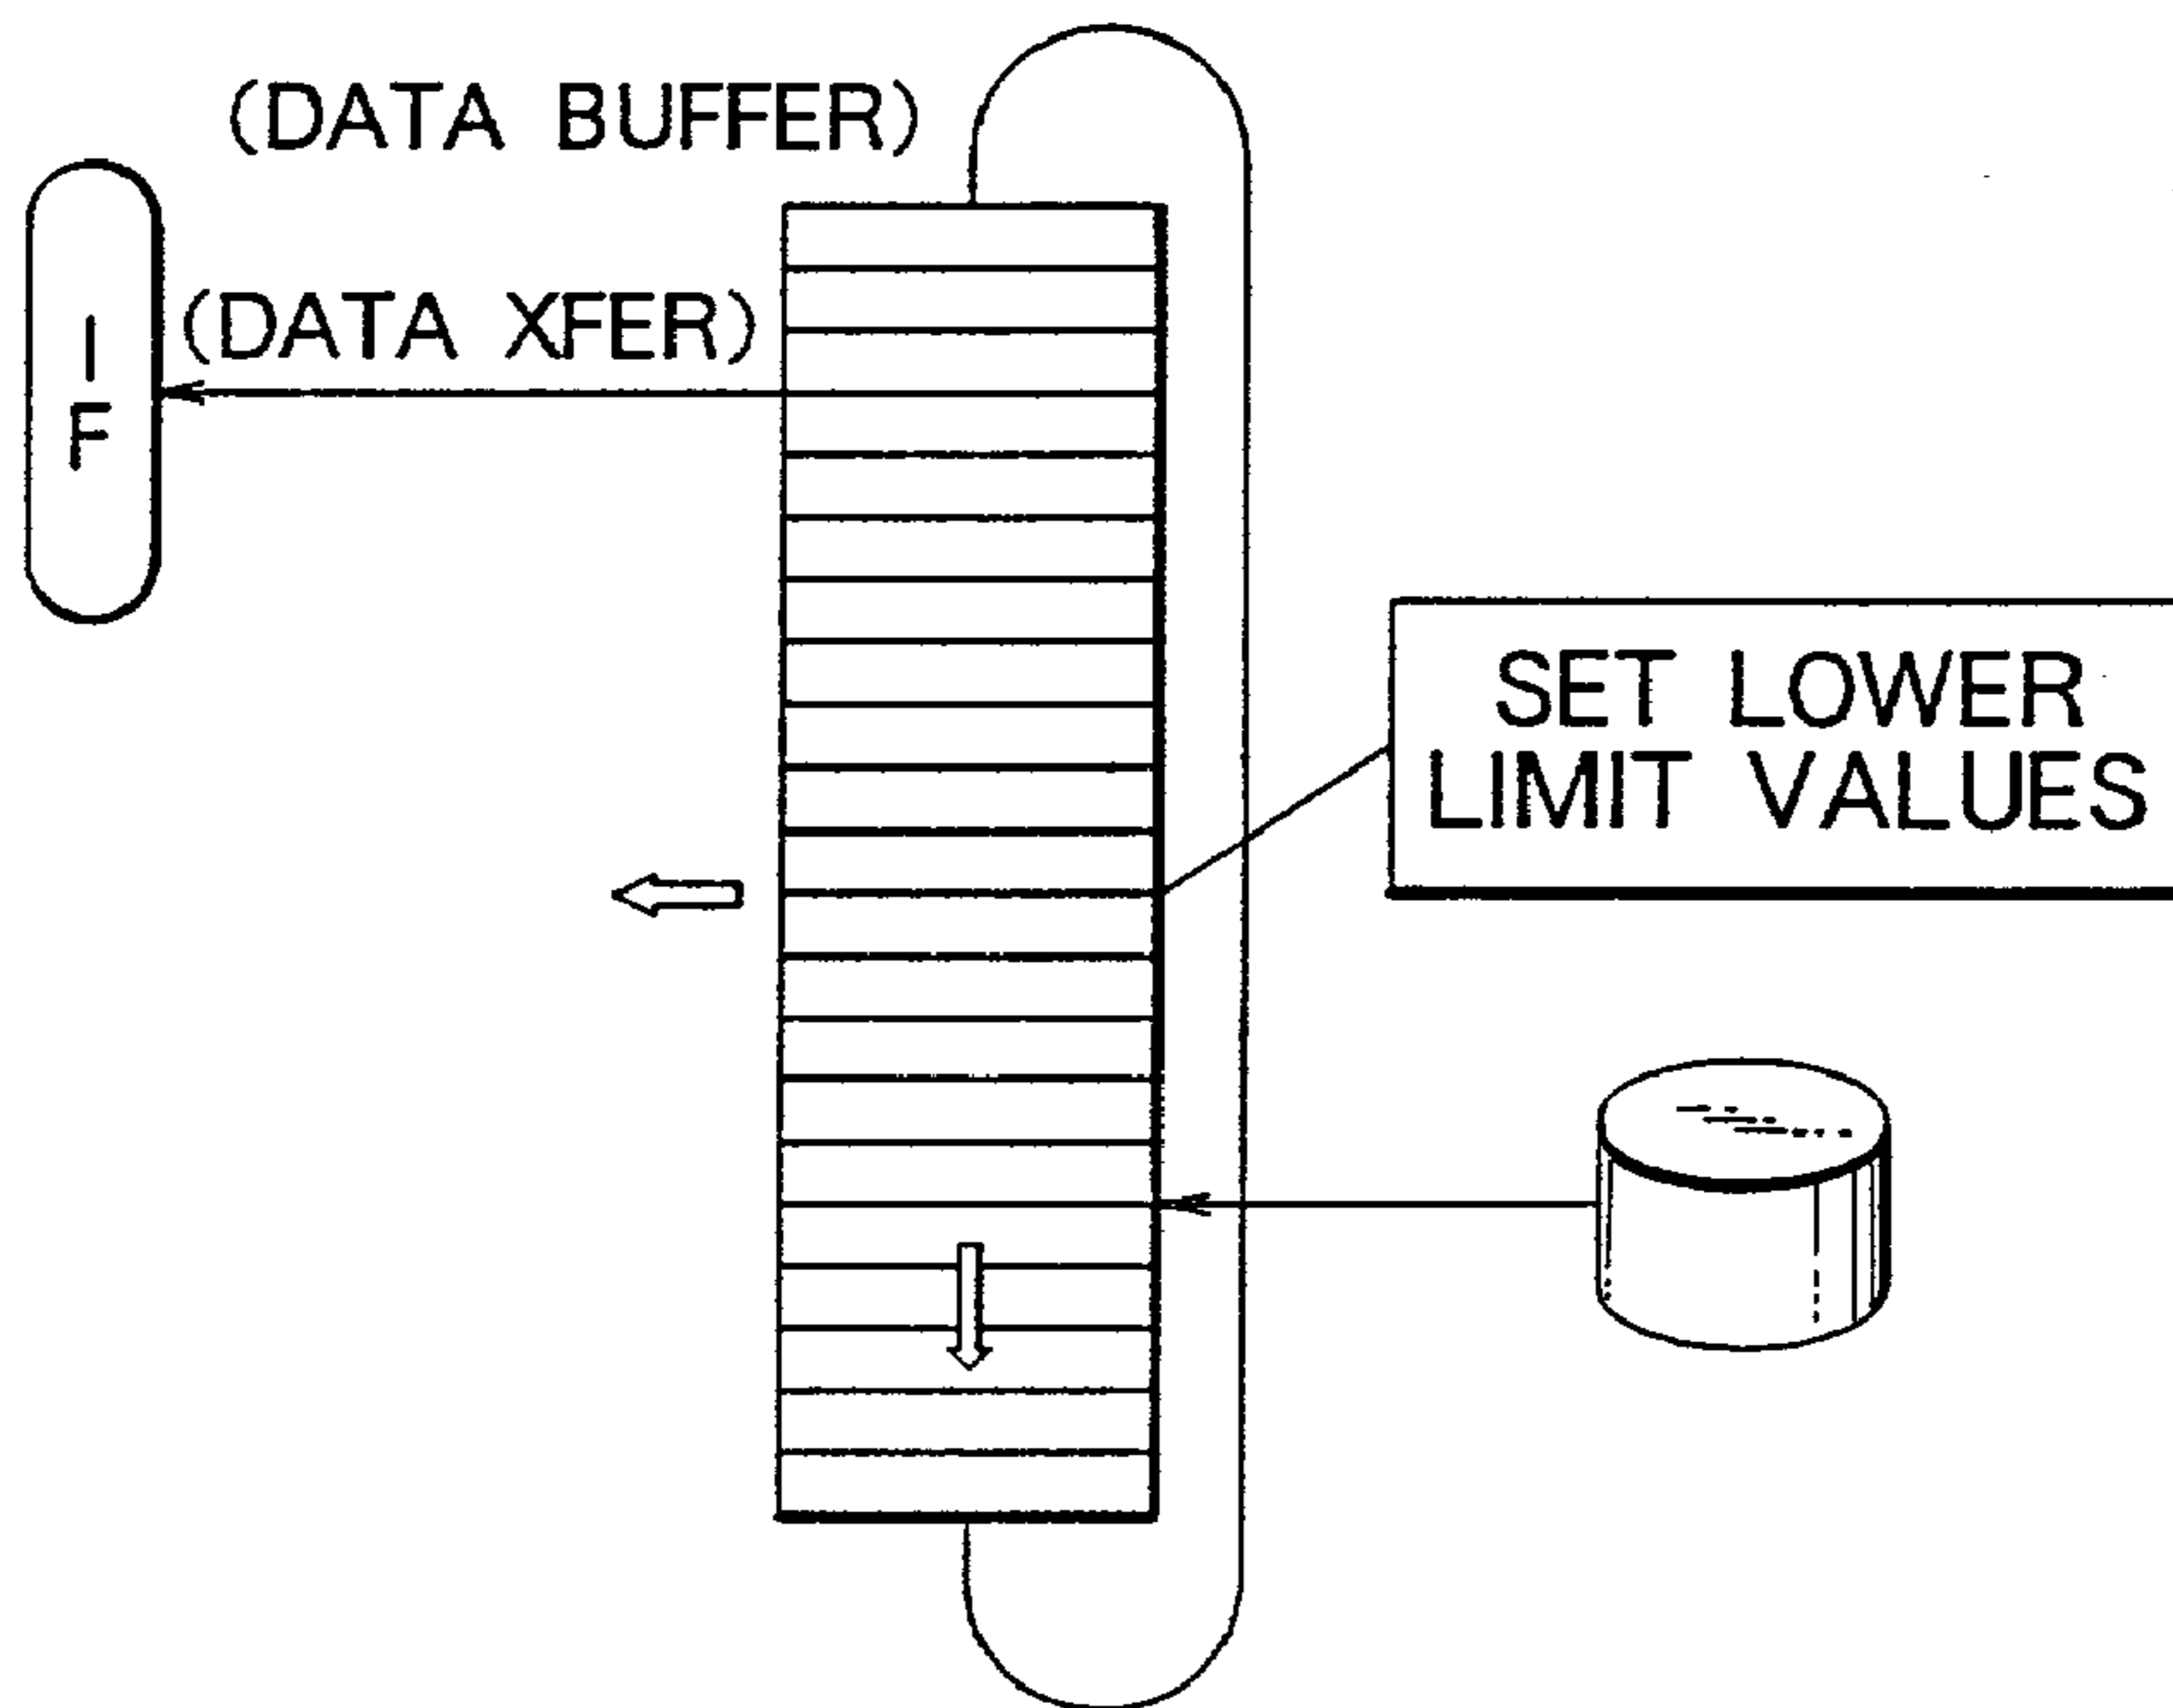 (DATA BUFFER)
(DATA XFER)
I
F
SET LOWER
LIMIT VALUES